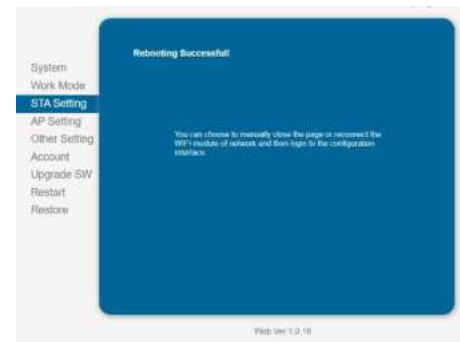 Rebooting Successful!
System
Work Mode
STA Setting
AP Setting
Other Setting
Account
Upgrade SW
Restart
Restore
You can choose to manually close the page or reconnect the
WIFI module of network and then login to the configuration
interface.
Web Ver:1.0.16